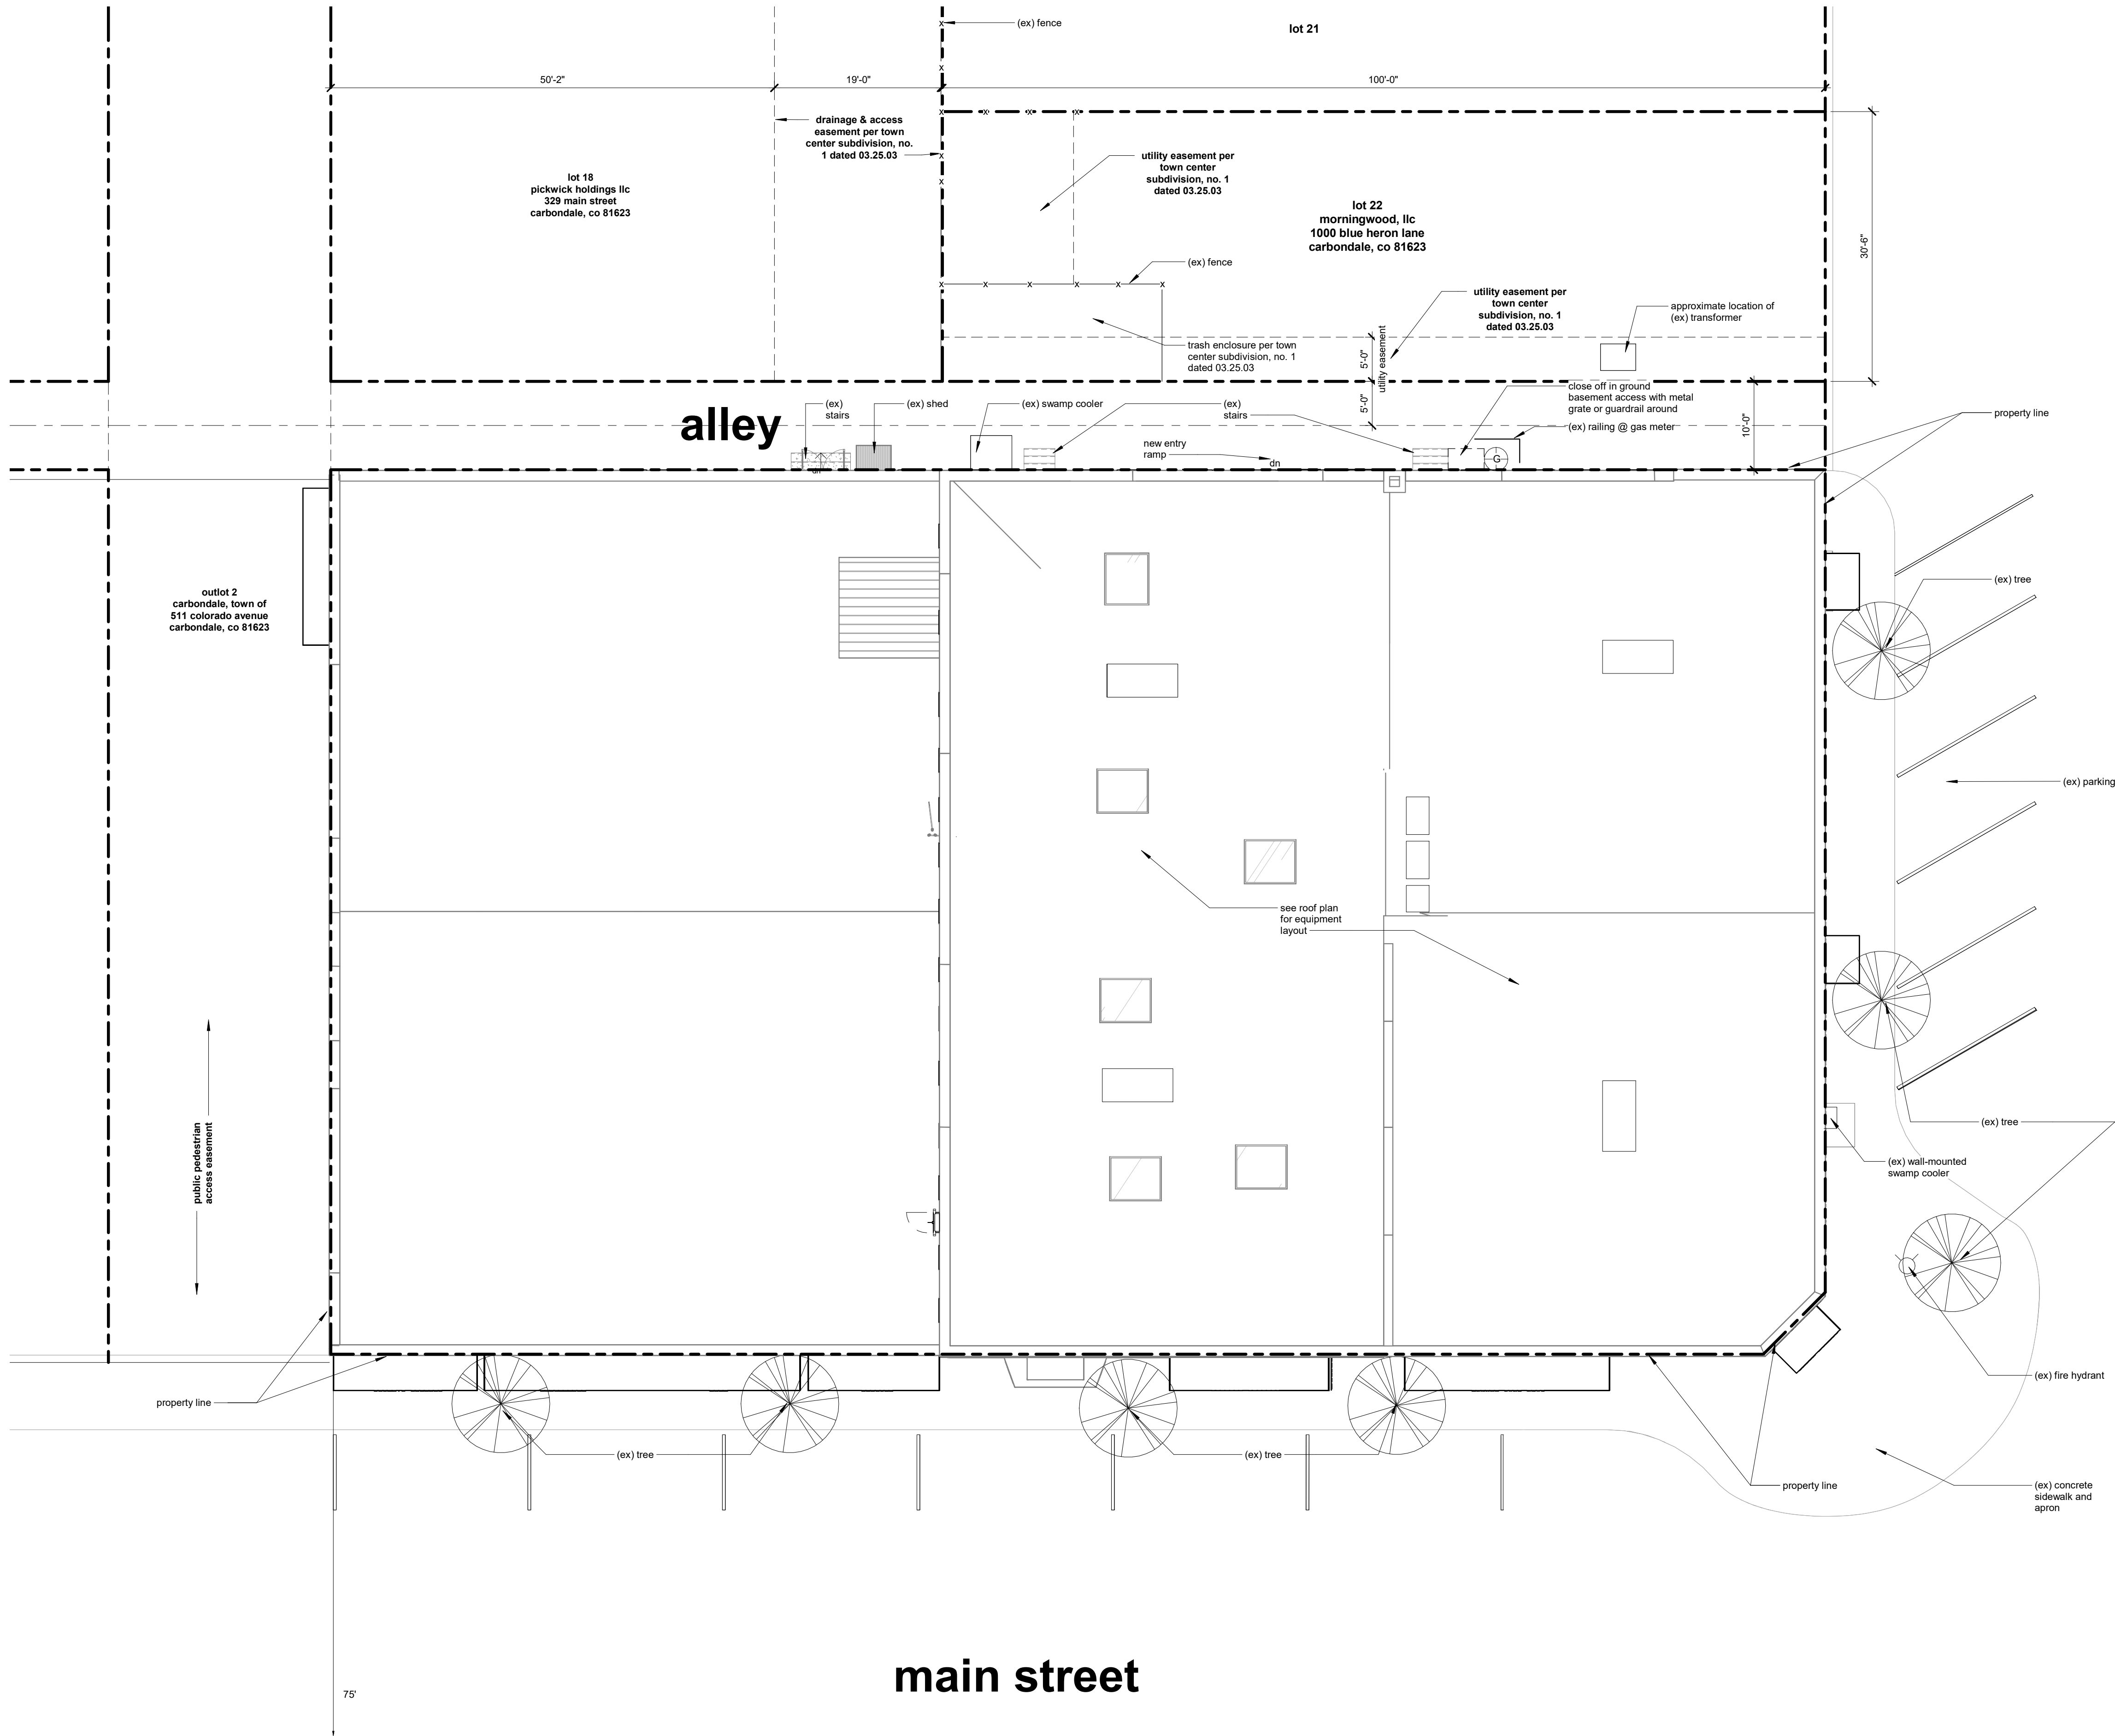 (ex) fence
lot 21
50'-2"
19'-0"
100'-0"
drainage & access
easement per town
center subdivision, no.
1 dated 03.25.03
utility easement per
town center
subdivision, no. 1
dated 03.25.03
lot 18
pickwick holdings llc
329 main street
carbondale, co 81623
lot 22
morningwood, llc
1000 blue heron lane
carbondale, co 81623
30'-6"
(ex) fence
utility easement per
town center
subdivision, no. 1
dated 03.25.03
approximate location of
(ex) transformer
trash enclosure per town
center subdivision, no. 1
dated 03.25.03
5'-0"
utility easement
5'-0"
close off in ground
basement access with metal
grate or guardrail around
(ex) railing @ gas meter
10'-0"
property line
alley
(ex)
stairs
(ex) shed
(ex) swamp cooler
(ex)
stairs
new entry
ramp
dn
dn
G
outlot 2
carbondale, town of
511 colorado avenue
carbondale, co 81623
(ex) tree
(ex) parking
see roof plan
for equipment
layout
public pedestrian
access easement
(ex) tree
(ex) wall-mounted
swamp cooler
(ex) fire hydrant
property line
(ex) tree
(ex) tree
property line
(ex) concrete
sidewalk and
apron
main street
75'